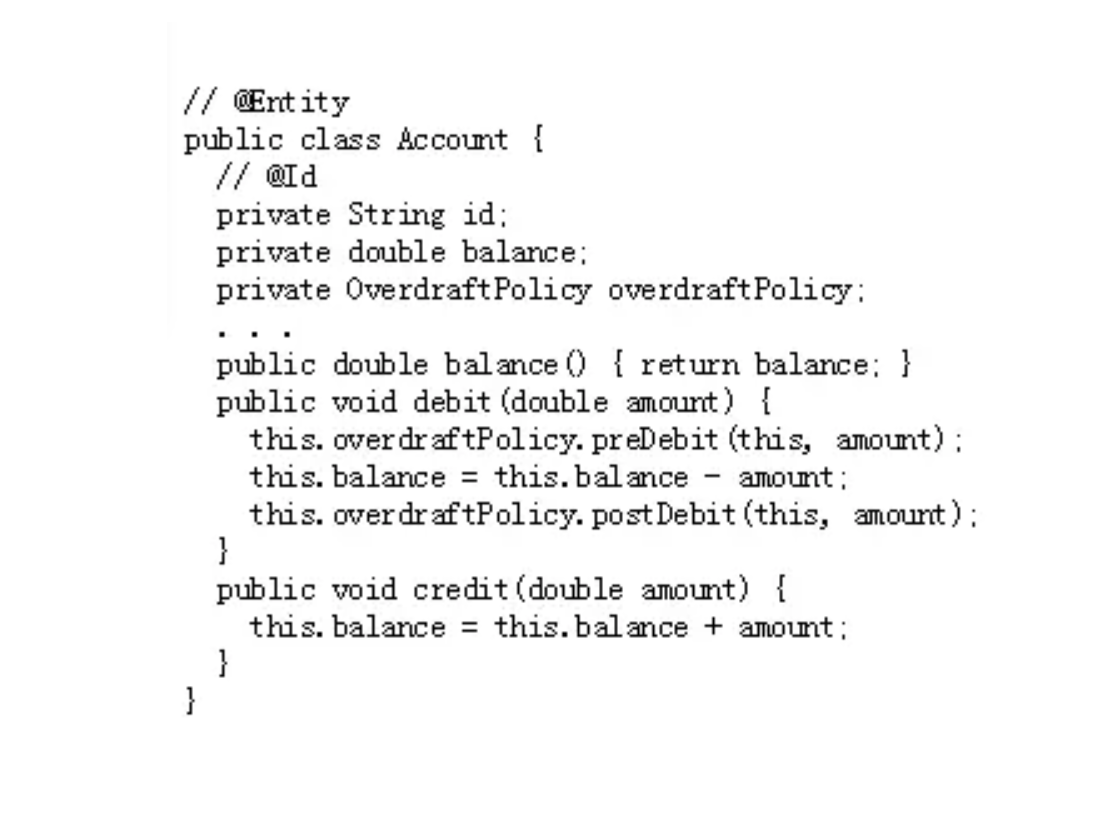 // @Entity
public class Account {
// @Id
private String id;
private double balance;
private OverdraftPolicy overdraftPolicy;
. . .
public double balance() { return balance; }
public void debit(double amount) {
this.overdraftPolicy.preDebit(this, amount);
this.balance = this.balance - amount;
this.overdraftPolicy.postDebit(this, amount);
}
public void credit(double amount) {
this.balance = this.balance + amount;
}
}